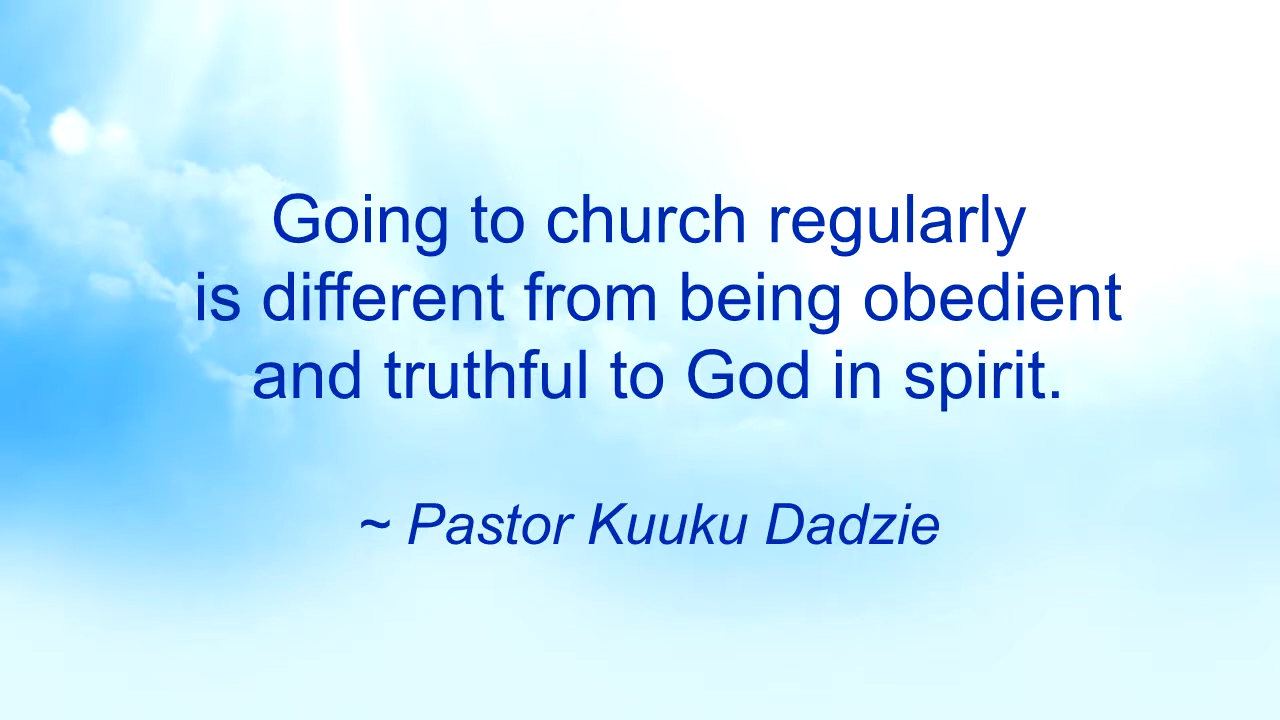 Going to church regularly
is different from being obedient
and truthful to God in spirit.
~ Pastor Kuuku Dadzie